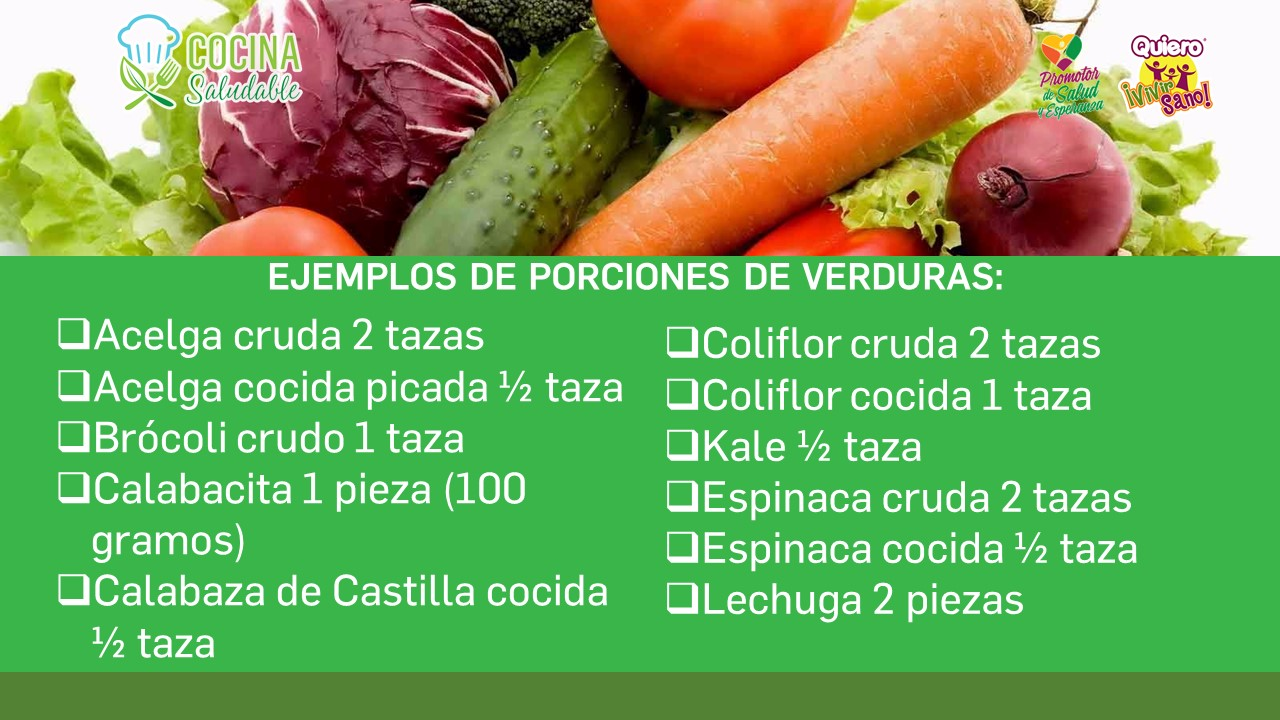 COCINA
Saludable
Promotor
de Salud
y Esperanza
Quiero
¡Vivir
Sano!
EJEMPLOS DE PORCIONES DE VERDURAS:
❑Acelga cruda 2 tazas
❑Acelga cocida picada ½ taza
❑Brócoli crudo 1 taza
❑Calabacita 1 pieza (100
gramos)
❑Calabaza de Castilla cocida
½ taza
❑Coliflor cruda 2 tazas
❑Coliflor cocida 1 taza
❑Kale ½ taza
❑Espinaca cruda 2 tazas
❑Espinaca cocida ½ taza
❑Lechuga 2 piezas